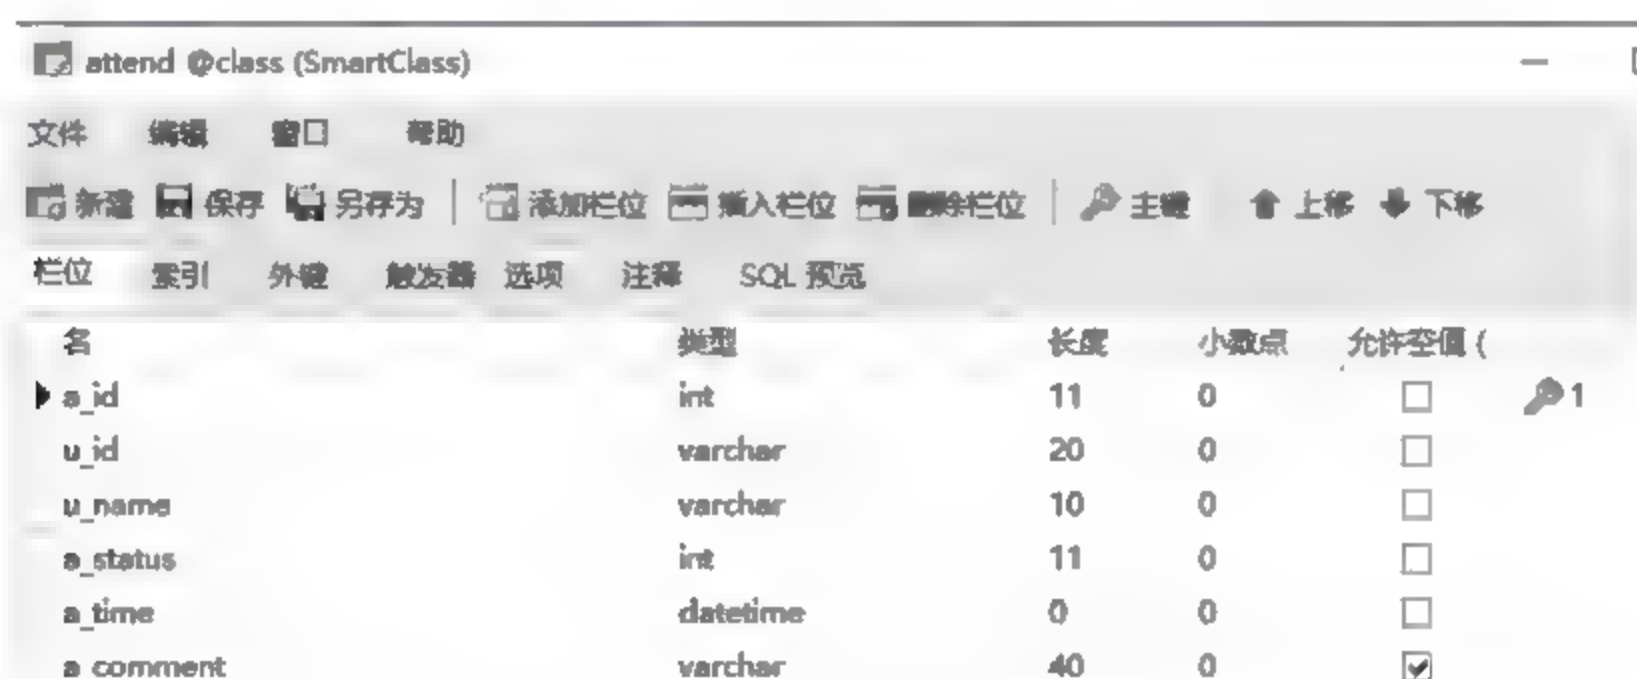 attend @class (SmartClass)
文件 编辑 窗口 帮助
新建 保存 另存为 添加栏位 插入栏位 删除栏位 主键 上移 下移
栏位 索引 外键 触发器 选项 注释 SQL 预览
名 类型 长度 小数点 允许空值 (
a_id int 11 0 1
u_id varchar 20 0
u_name varchar 10 0
a_status int 11 0
a_time datetime 0 0
a_comment varchar 40 0